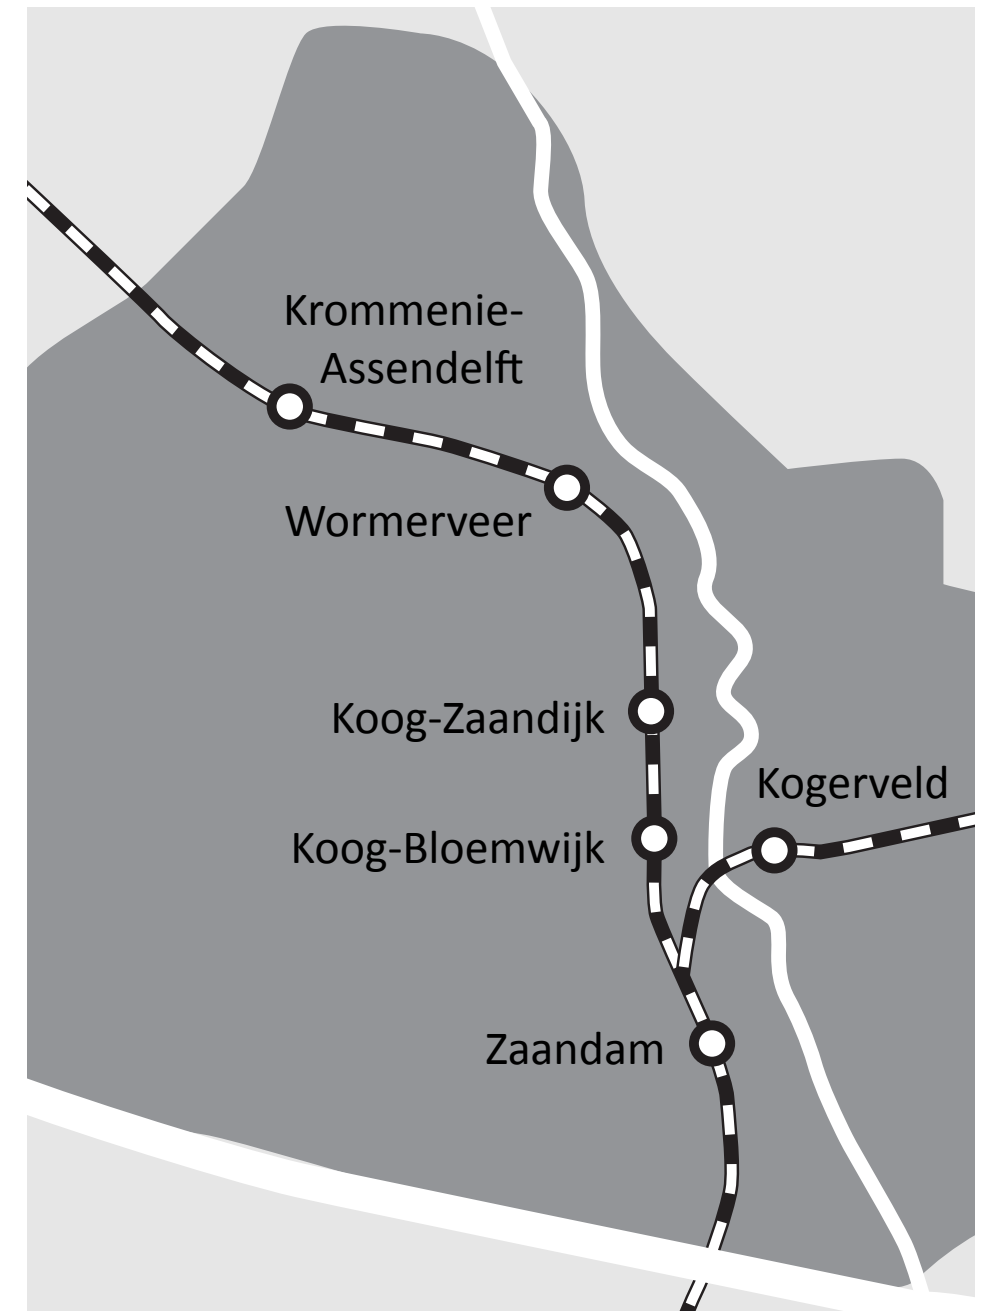 Krommenie-
Assendelft
Wormerveer
Koog-Zaandijk
Kogerveld
Koog-Bloemwijk
Zaandam